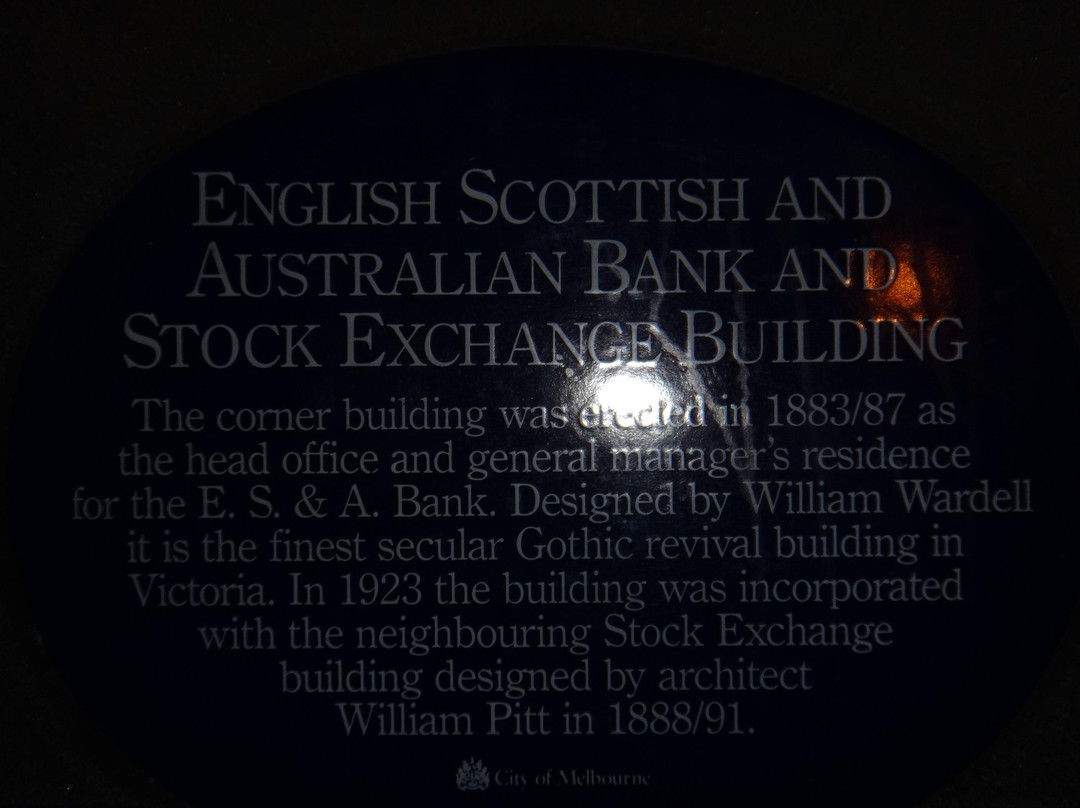 ENGLISH SCOTTISH AND
AUSTRALIAN BANK AND
STOCK EXCHANGE BUILDING
The corner building was erected in 1883/87 as
the head office and general manager's residence
for the E. S. & A. Bank. Designed by William Wardell
it is the finest secular Gothic revival building in
Victoria. In 1923 the building was incorporated
with the neighbouring Stock Exchange
building designed by architect
William Pitt in 1888/91.
City of Melbourne